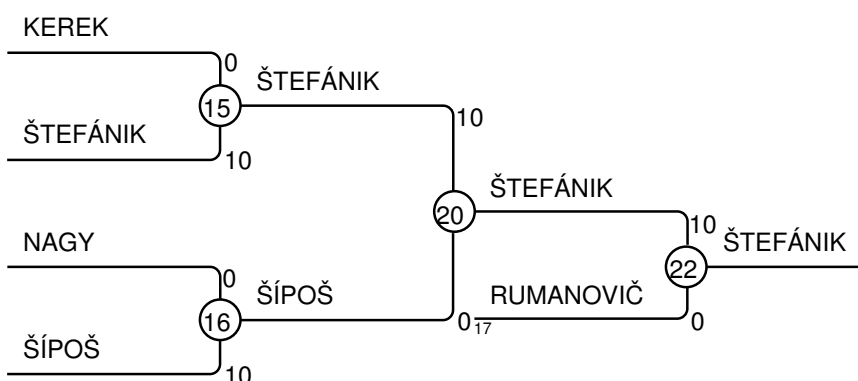 KEREK
0
ŠTEFÁNIK
15
10
ŠTEFÁNIK
10
ŠTEFÁNIK
20
10
ŠTEFÁNIK
NAGY
22
0
ŠÍPOŠ
RUMANOVIČ
16
0 17
0
ŠÍPOŠ
10